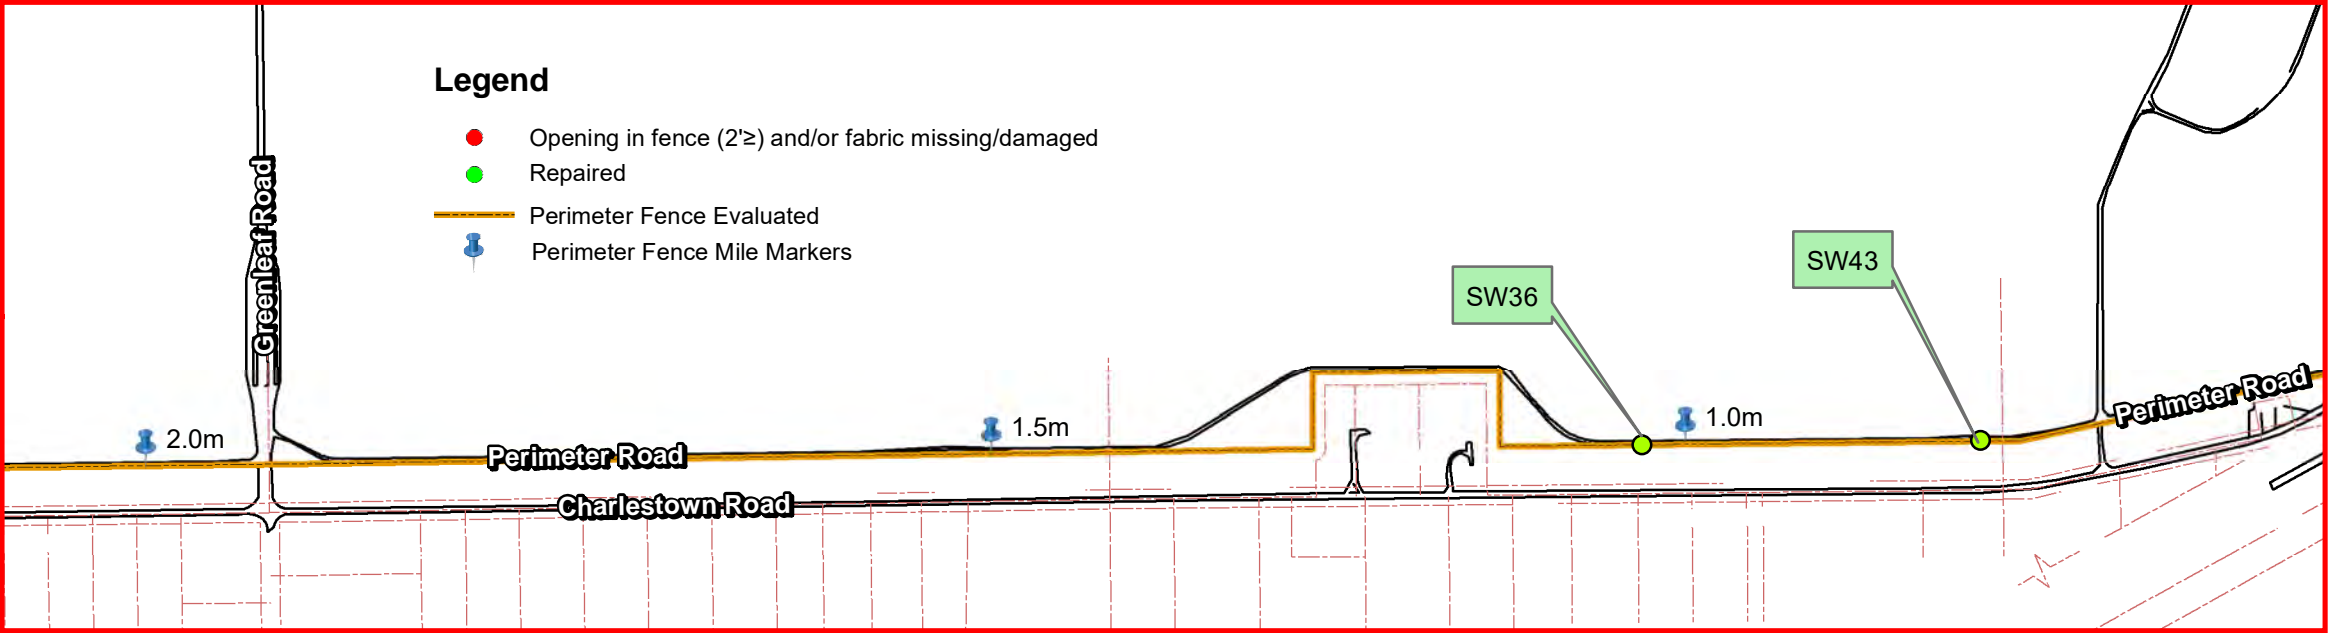 Legend
Opening in fence (2'≥) and/or fabric missing/damaged
Repaired
Perimeter Fence Evaluated
Perimeter Fence Mile Markers
Greenleaf Road
SW43
SW36
2.0m
1.5m
1.0m
Perimeter Road
Perimeter Road
Charlestown Road